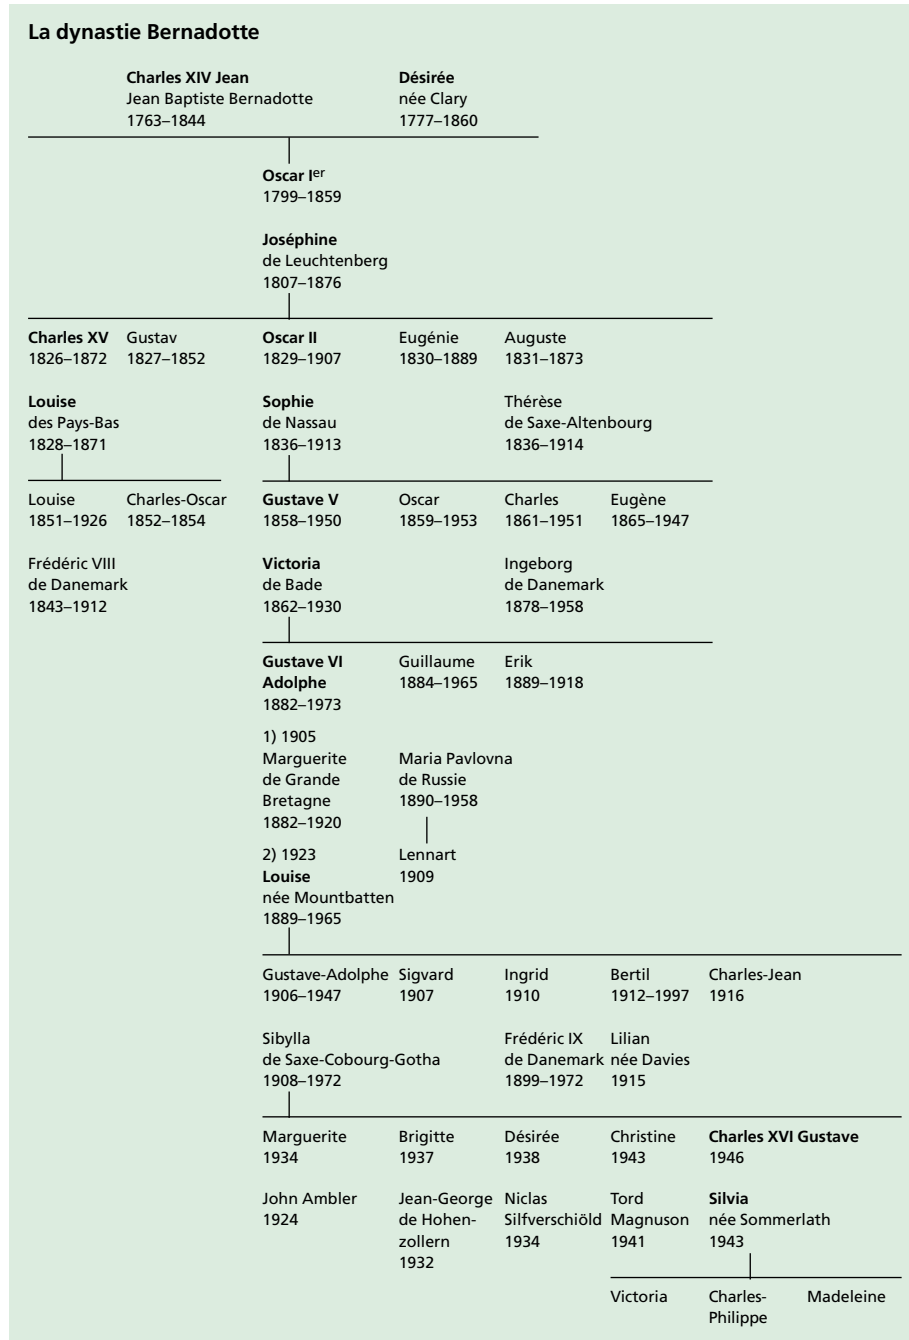 La dynastie Bernadotte
Charles XIV Jean Désirée
Jean Baptiste Bernadotte née Clary
1763–1844 1777–1860
Oscar Ier
1799–1859
Joséphine
de Leuchtenberg
1807–1876
Charles XV Gustav Oscar II Eugénie Auguste
1826–1872 1827–1852 1829–1907 1830–1889 1831–1873
Louise Sophie Thérèse
des Pays-Bas de Nassau de Saxe-Altenbourg
1828–1871 1836–1913 1836–1914
Louise Charles-Oscar Gustave V Oscar Charles Eugène
1851–1926 1852–1854 1858–1950 1859–1953 1861–1951 1865–1947
Frédéric VIII Victoria Ingeborg
de Danemark de Bade de Danemark
1843–1912 1862–1930 1878–1958
Gustave VI Guillaume Erik
Adolphe 1884–1965 1889–1918
1882–1973
1) 1905
Marguerite Maria Pavlovna
de Grande de Russie
Bretagne 1890–1958
1882–1920
2) 1923 Lennart
Louise 1909
née Mountbatten
1889–1965
Gustave-Adolphe Sigvard Ingrid Bertil Charles-Jean
1906–1947 1907 1910 1912–1997 1916
Sibylla Frédéric IX Lilian
de Saxe-Cobourg-Gotha de Danemark née Davies
1908–1972 1899–1972 1915
Marguerite Brigitte Désirée Christine Charles XVI Gustave
1934 1937 1938 1943 1946
John Ambler Jean-George Niclas Tord Silvia
1924 de Hohen- Silfverschiöld Magnuson née Sommerlath
zollern 1934 1941 1943
1932
Victoria Charles- Madeleine
Philippe